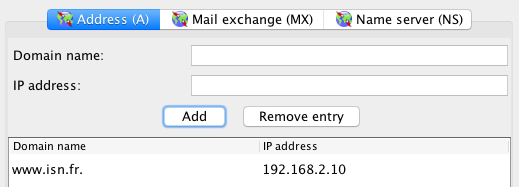 Address (A) Mail exchange (MX) Name server (NS)
Domain name:
IP address:
Add Remove entry
Domain name IP address
www.isn.fr. 192.168.2.10